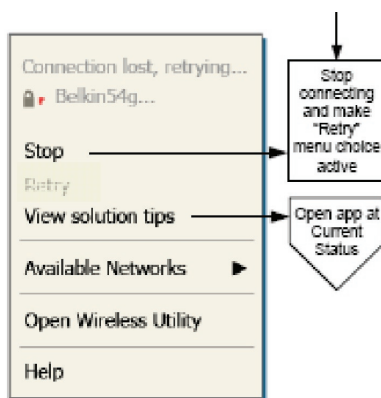 Connection lost, retrying...
Belkin54g...
Stop
Retry
View solution tips
Available Networks
Open Wireless Utility
Help
Stop
connecting
and make
"Retry"
menu choice
active
Open app at
Current
Status